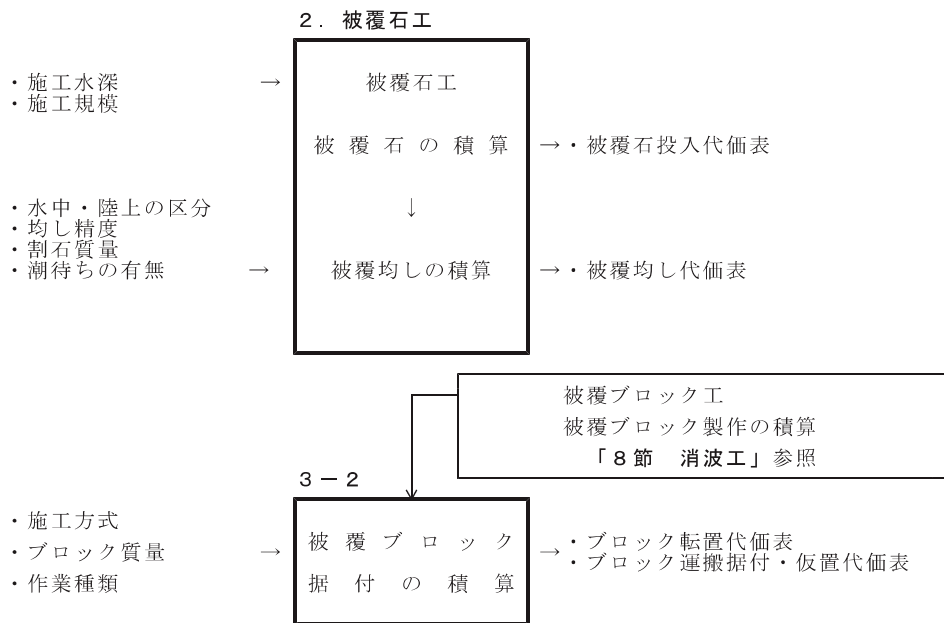 ２．被覆石工
・施工水深 → 被覆石工
・施工規模
被覆石の積算 →・被覆石投入代価表
・水中・陸上の区分 ↓
・均し精度
・割石質量
・潮待ちの有無 → 被覆均しの積算 →・被覆均し代価表
被覆ブロック工
被覆ブロック製作の積算
「８節　消波工」参照
３－２
・施工方式
・ブロック質量 → 被覆ブロック → ・ブロック転置代価表
・ブロック運搬据付・仮置代価表
・作業種類 据付の積算